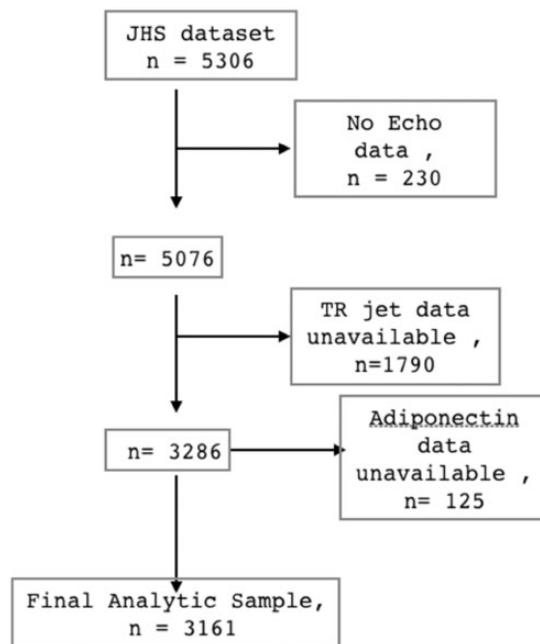 JHS dataset
n = 5306
No Echo
data ,
n = 230
n= 5076
TR jet data
unavailable ,
n=1790
n= 3286
Adiponectin
data
unavailable ,
n= 125
Final Analytic Sample,
n = 3161